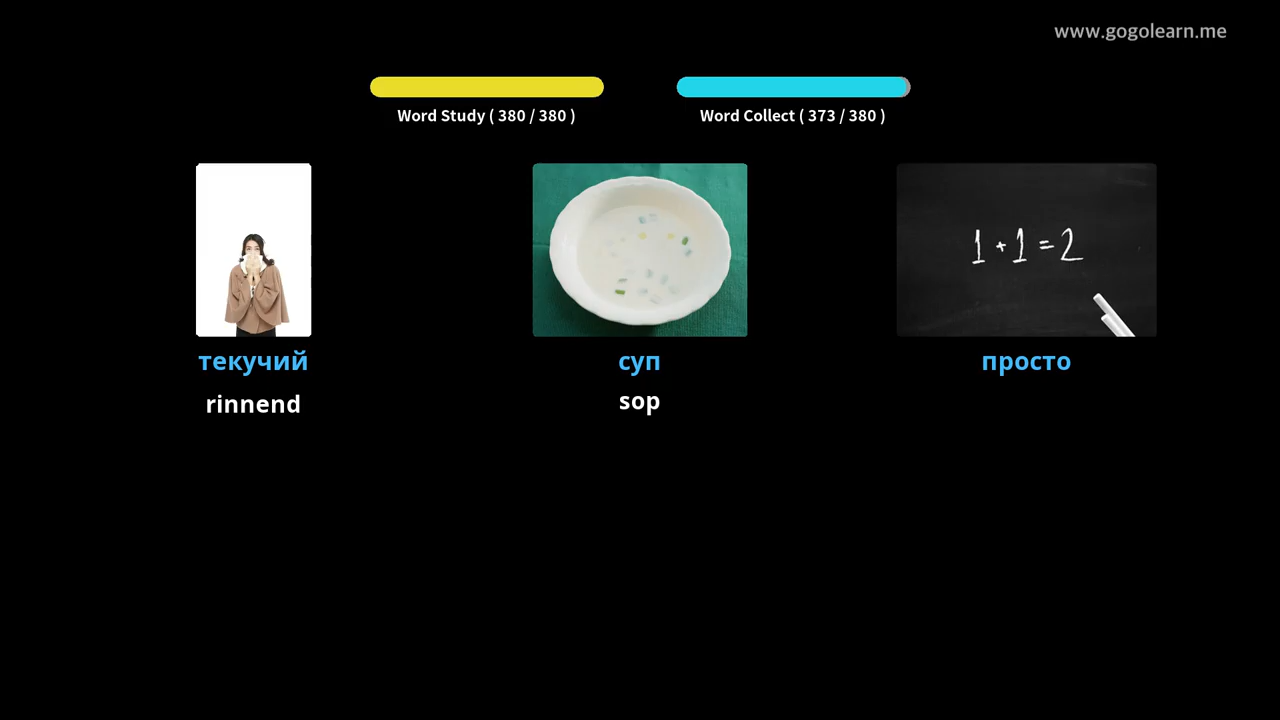 www.gogolearn.me
Word Study ( 380 / 380 )
Word Collect ( 373 / 380 )
1 + 1 = 2
текучий
суп
просто
rinnend
sop